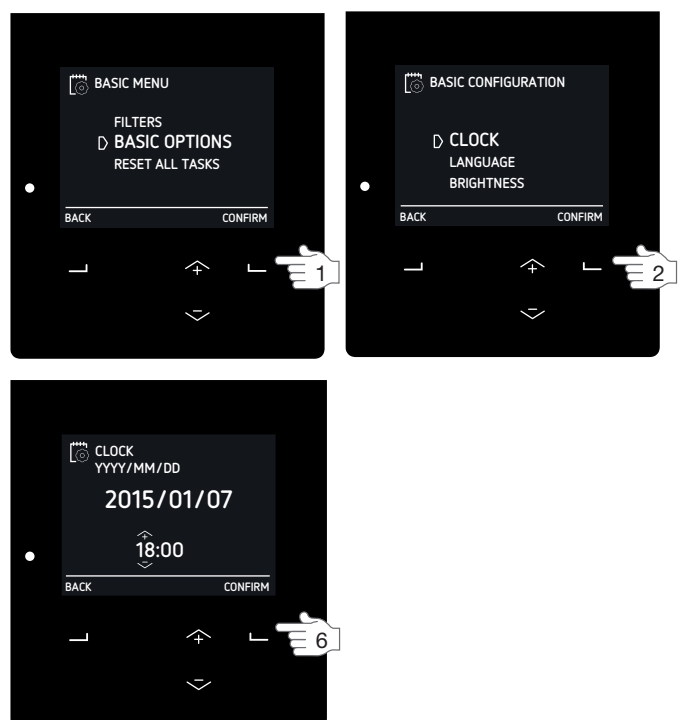 BASIC MENU
FILTERS
BASIC OPTIONS
RESET ALL TASKS
BACK CONFIRM
1
BASIC CONFIGURATION
CLOCK
LANGUAGE
BRIGHTNESS
BACK CONFIRM
2
CLOCK
YYYY/MM/DD
2015/01/07
18:00
BACK CONFIRM
6